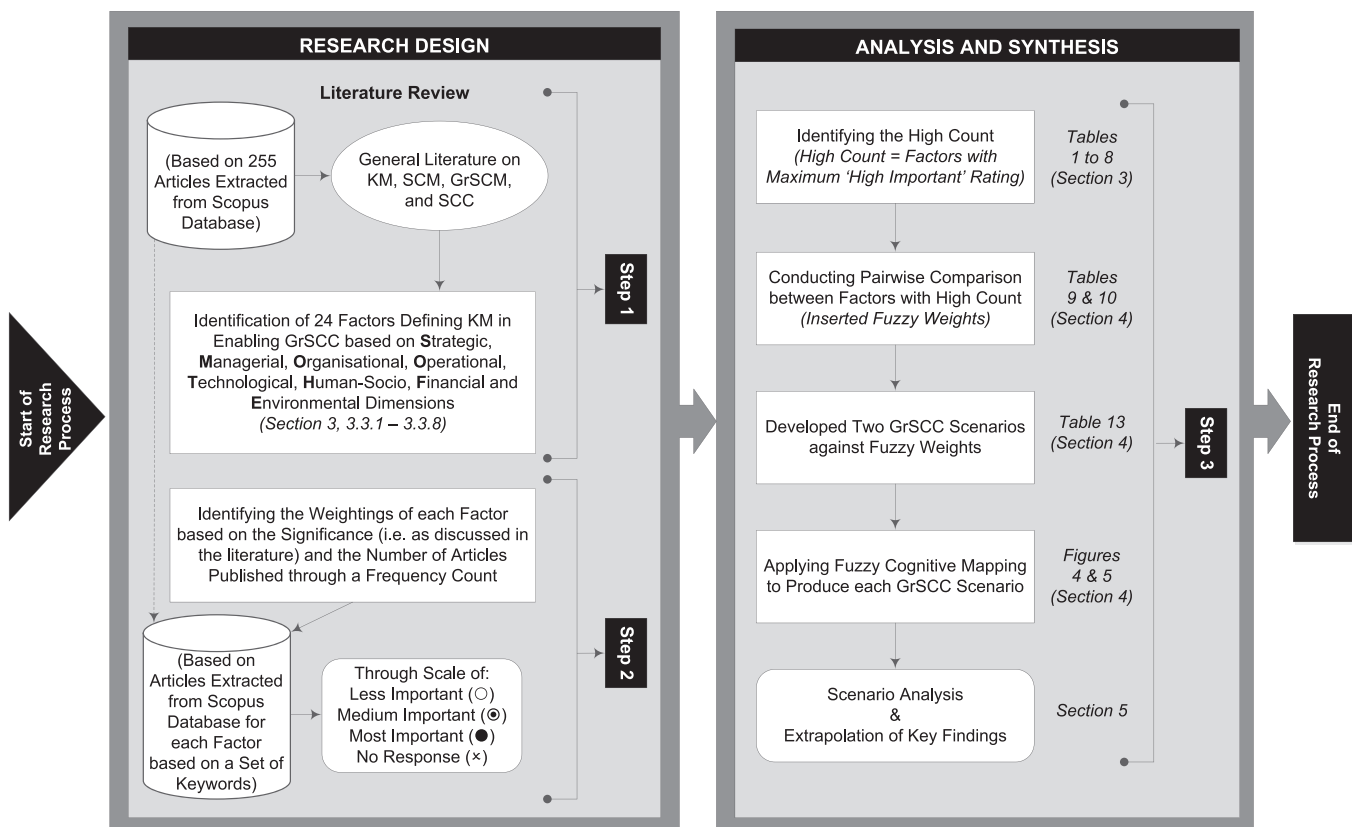 Start of
Research
Process
RESEARCH DESIGN
Literature Review
(Based on 255
Articles Extracted
from Scopus
Database)
General Literature on
KM, SCM, GrSCM,
and SCC
Identification of 24 Factors Defining KM in
Enabling GrSCC based on Strategic,
Managerial, Organisational, Operational,
Technological, Human-Socio, Financial and
Environmental Dimensions
(Section 3, 3.3.1 – 3.3.8)
Step 1
Identifying the Weightings of each Factor
based on the Significance (i.e. as discussed in
the literature) and the Number of Articles
Published through a Frequency Count
(Based on
Articles Extracted
from Scopus
Database for
each Factor
based on a Set of
Keywords)
Through Scale of:
Less Important (○)
Medium Important (◉)
Most Important (●)
No Response (×)
Step 2
ANALYSIS AND SYNTHESIS
Identifying the High Count
(High Count = Factors with
Maximum ‘High Important’ Rating)
Tables
1 to 8
(Section 3)
Conducting Pairwise Comparison
between Factors with High Count
(Inserted Fuzzy Weights)
Tables
9 & 10
(Section 4)
Developed Two GrSCC Scenarios
against Fuzzy Weights
Table 13
(Section 4)
Applying Fuzzy Cognitive Mapping
to Produce each GrSCC Scenario
Figures
4 & 5
(Section 4)
Scenario Analysis
&
Extrapolation of Key Findings
Section 5
Step 3
End of
Research Process